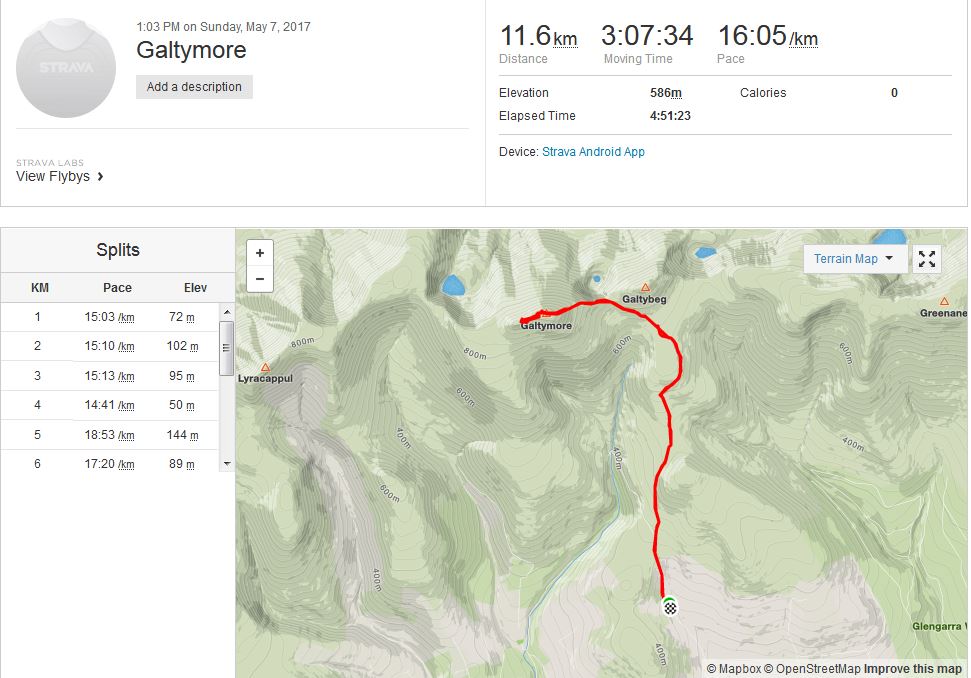 1:03 PM on Sunday, May 7, 2017
Galtymore
STRAVA
Add a description
STRAVA LABS
View Flybys
11.6km 3:07:34 16:05/km
Distance Moving Time Pace
Elevation 586m Calories 0
Elapsed Time 4:51:23
Device: Strava Android App
Splits
KM Pace Elev
1 15:03 /km 72 m
2 15:10 /km 102 m
3 15:13 /km 95 m
4 14:41 /km 50 m
5 18:53 /km 144 m
6 17:20 /km 89 m
+
−
Terrain Map
Galtybeg
Galtymore
Greenane
Lyracappul
800m
800m
600m
600m
600m
400m
400m
400m
600m
400m
400m
Glengarra
© Mapbox © OpenStreetMap Improve this map